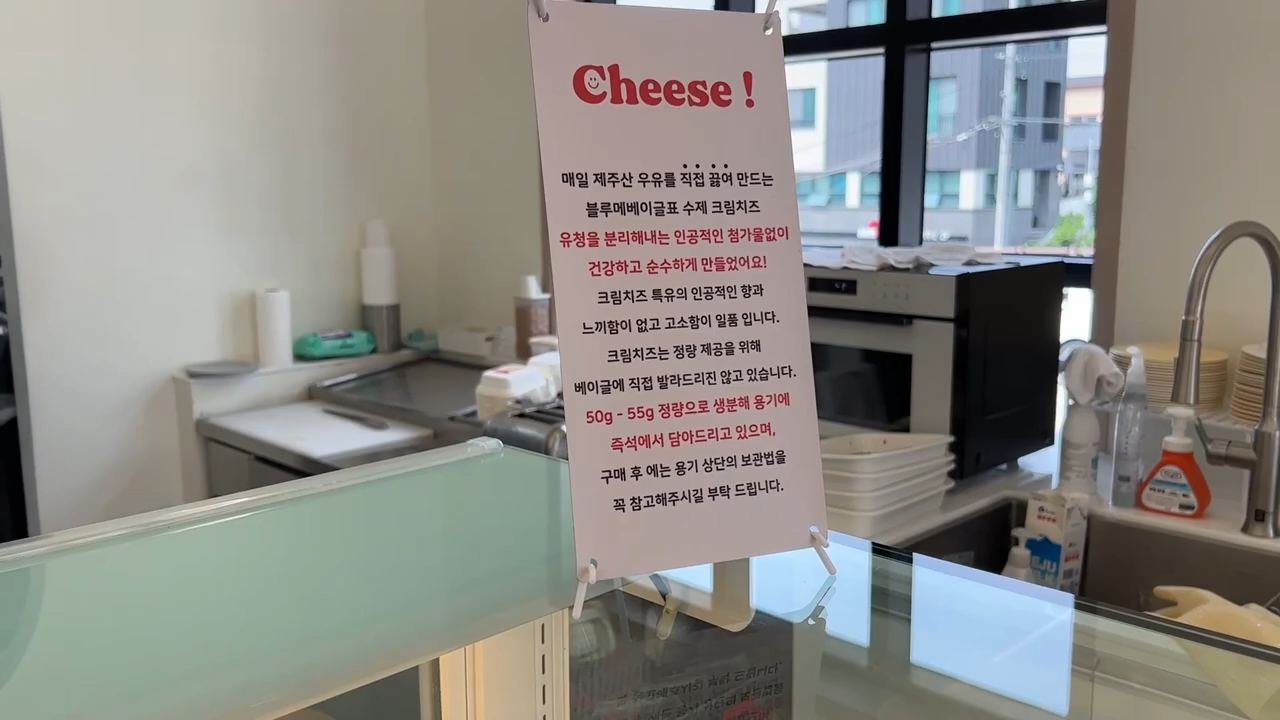 Cheese !
매일 제주산 우유를 직접 끓여 만드는
블루메베이글표 수제 크림치즈
유청을 분리해내는 인공적인 첨가물없이
건강하고 순수하게 만들었어요!
크림치즈 특유의 인공적인 향과
느끼함이 없고 고소함이 일품 입니다.
크림치즈는 정량 제공을 위해
베이글에 직접 발라드리진 않고 있습니다.
50g - 55g 정량으로 생분해 용기에
즉석에서 담아드리고 있으며,
구매 후 에는 용기 상단의 보관법을
꼭 참고해주시길 부탁 드립니다.